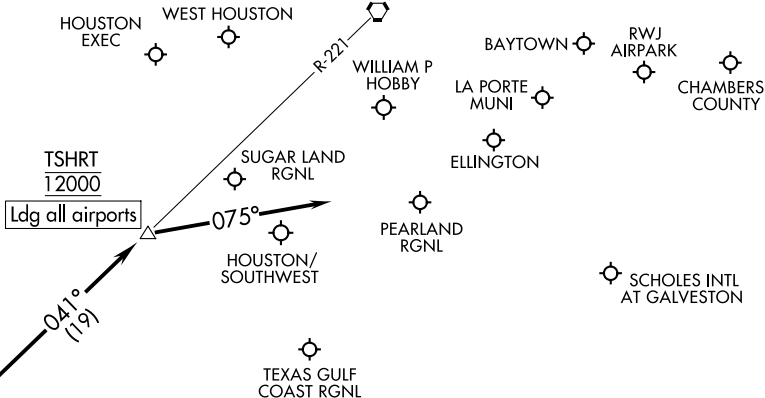 HOUSTON
EXEC
WEST HOUSTON
R-221
WILLIAM P
HOBBY
BAYTOWN
RWJ
AIRPARK
LA PORTE
MUNI
CHAMBERS
COUNTY
TSHRT
12000
Ldg all airports
SUGAR LAND
RGNL
ELLINGTON
075°
PEARLAND
RGNL
HOUSTON/
SOUTHWEST
SCHOLES INTL
AT GALVESTON
041°
(19)
TEXAS GULF
COAST RGNL